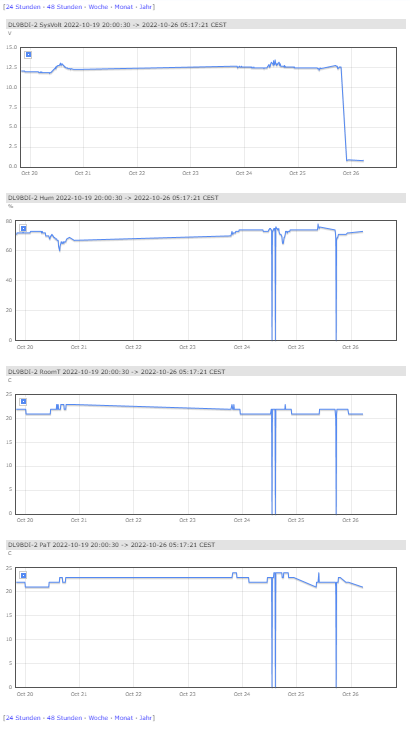 [24 Stunden - 48 Stunden - Woche - Monat - Jahr]
DL9BDI-2 SysVolt 2022-10-19 20:00:30 -> 2022-10-26 05:17:21 CEST
V
15.0
12.5
10.0
7.5
5.0
2.5
0.0
Oct 20 Oct 21 Oct 22 Oct 23 Oct 24 Oct 25 Oct 26
DL9BDI-2 Hum 2022-10-19 20:00:30 -> 2022-10-26 05:17:21 CEST
%
80
60
40
20
0
Oct 20 Oct 21 Oct 22 Oct 23 Oct 24 Oct 25 Oct 26
DL9BDI-2 RoomT 2022-10-19 20:00:30 -> 2022-10-26 05:17:21 CEST
C
25
20
15
10
5
0
Oct 20 Oct 21 Oct 22 Oct 23 Oct 24 Oct 25 Oct 26
DL9BDI-2 PaT 2022-10-19 20:00:30 -> 2022-10-26 05:17:21 CEST
C
25
20
15
10
5
0
Oct 20 Oct 21 Oct 22 Oct 23 Oct 24 Oct 25 Oct 26
[24 Stunden - 48 Stunden - Woche - Monat - Jahr]